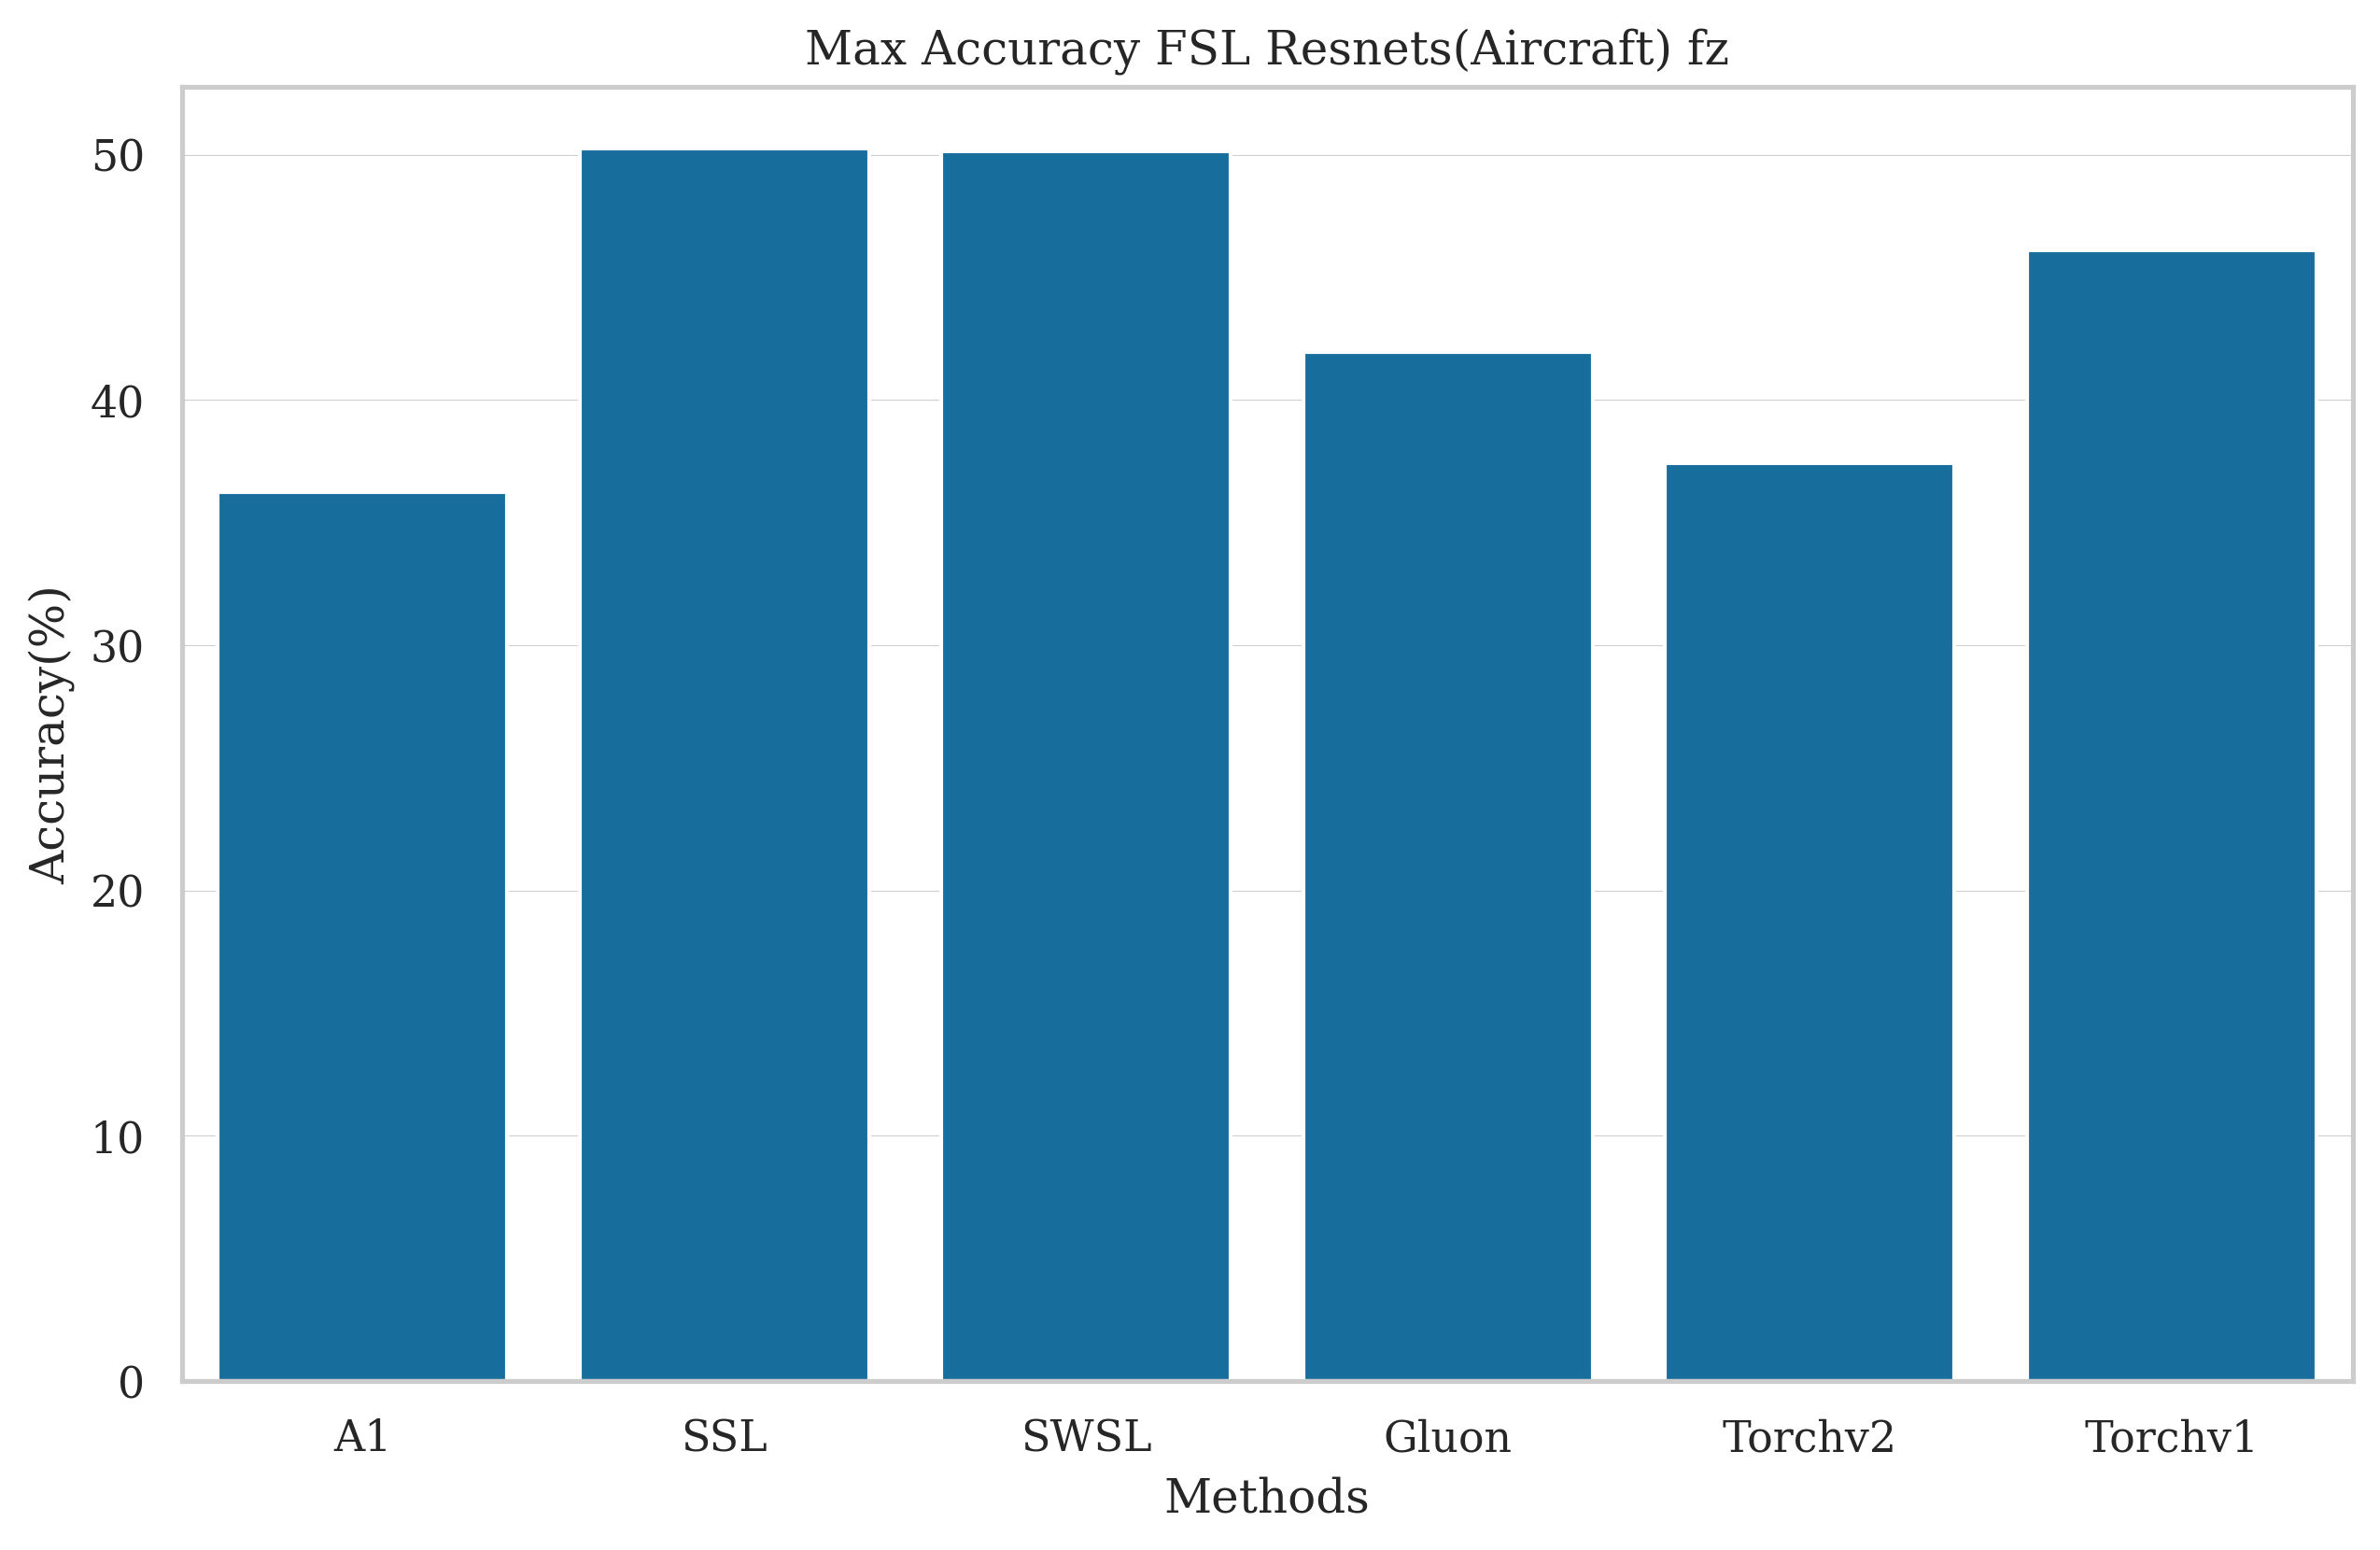 Max Accuracy FSL Resnets(Aircraft) fz
Accuracy(%)
50
40
30
20
10
0
A1 SSL SWSL Gluon Torchv2 Torchv1
Methods